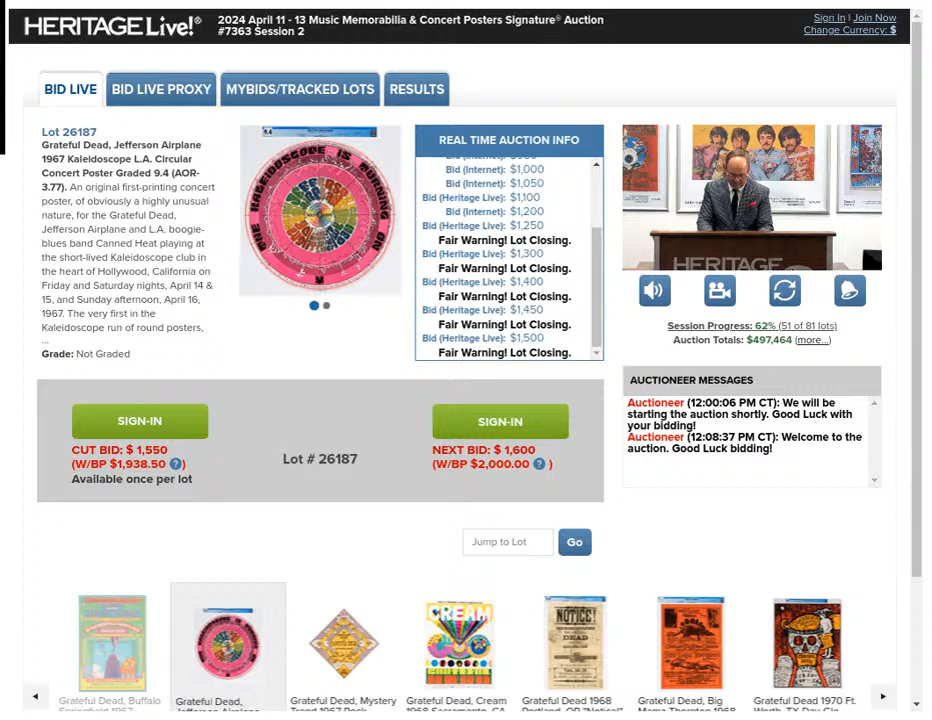 HERITAGE Live!®
2024 April 11 - 13 Music Memorabilia & Concert Posters Signature® Auction
#7363 Session 2
Sign In | Join Now
Change Currency: $
BID LIVE
BID LIVE PROXY
MYBIDS/TRACKED LOTS
RESULTS
Lot 26187
Grateful Dead, Jefferson Airplane
1967 Kaleidoscope L.A. Circular
Concert Poster Graded 9.4 (AOR-
3.77). An original first-printing concert
poster, of obviously a highly unusual
nature, for the Grateful Dead,
Jefferson Airplane and L.A. boogie-
blues band Canned Heat playing at
the short-lived Kaleidoscope club in
the heart of Hollywood, California on
Friday and Saturday nights, April 14 &
15, and Sunday afternoon, April 16,
1967. The very first in the
Kaleidoscope run of round posters,
...
Grade: Not Graded
9.4
THE KALEIDOSCOPE IS BURNING ON
REAL TIME AUCTION INFO
Bid (Internet): $1,000
Bid (Internet): $1,050
Bid (Heritage Live): $1,100
Bid (Internet): $1,200
Bid (Heritage Live): $1,250
Fair Warning! Lot Closing.
Bid (Heritage Live): $1,300
Fair Warning! Lot Closing.
Bid (Heritage Live): $1,400
Fair Warning! Lot Closing.
Bid (Heritage Live): $1,450
Fair Warning! Lot Closing.
Bid (Heritage Live): $1,500
Fair Warning! Lot Closing.
HERITAGE
Session Progress: 62% (51 of 81 lots)
Auction Totals: $497,464 (more...)
AUCTIONEER MESSAGES
Auctioneer (12:00:06 PM CT): We will be
starting the auction shortly. Good Luck with
your bidding!
Auctioneer (12:08:37 PM CT): Welcome to the
auction. Good Luck bidding!
SIGN-IN
CUT BID: $ 1,550
(W/BP $1,938.50 ?)
Available once per lot
Lot # 26187
SIGN-IN
NEXT BID: $ 1,600
(W/BP $2,000.00 ? )
Jump to Lot
Go
CREAM
NOTICE!
DEAD
Grateful Dead, Buffalo
Springfield 1967
Grateful Dead,
Jefferson Airplane
Grateful Dead, Mystery
Trend 1967 Rock
Grateful Dead, Cream
1968 Sacramento, CA
Grateful Dead 1968
Portland, OR "Notice!"
Grateful Dead, Big
Mama Thornton 1968
Grateful Dead 1970 Ft.
Worth, TX Day-Glo